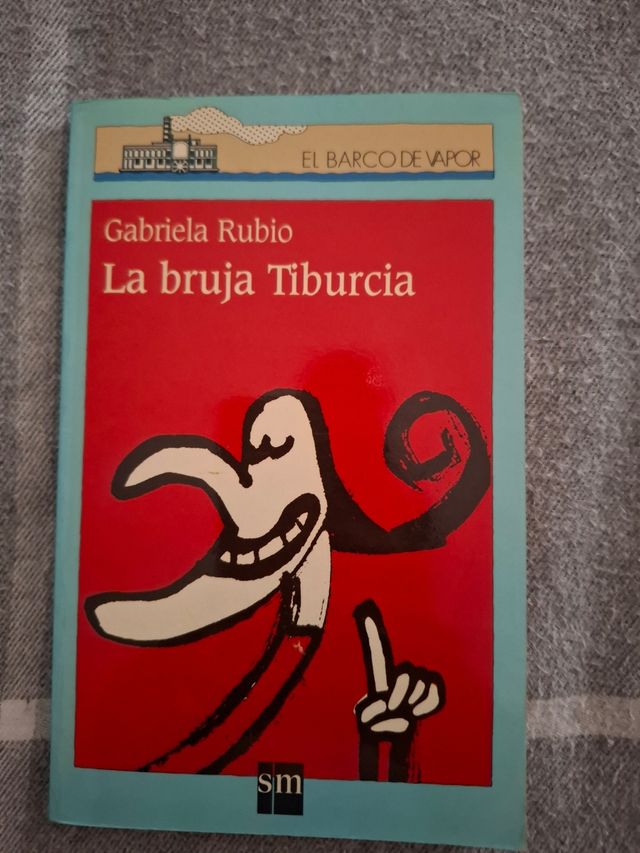 EL BARCO DE VAPOR
Gabriela Rubio
La bruja Tiburcia
sm